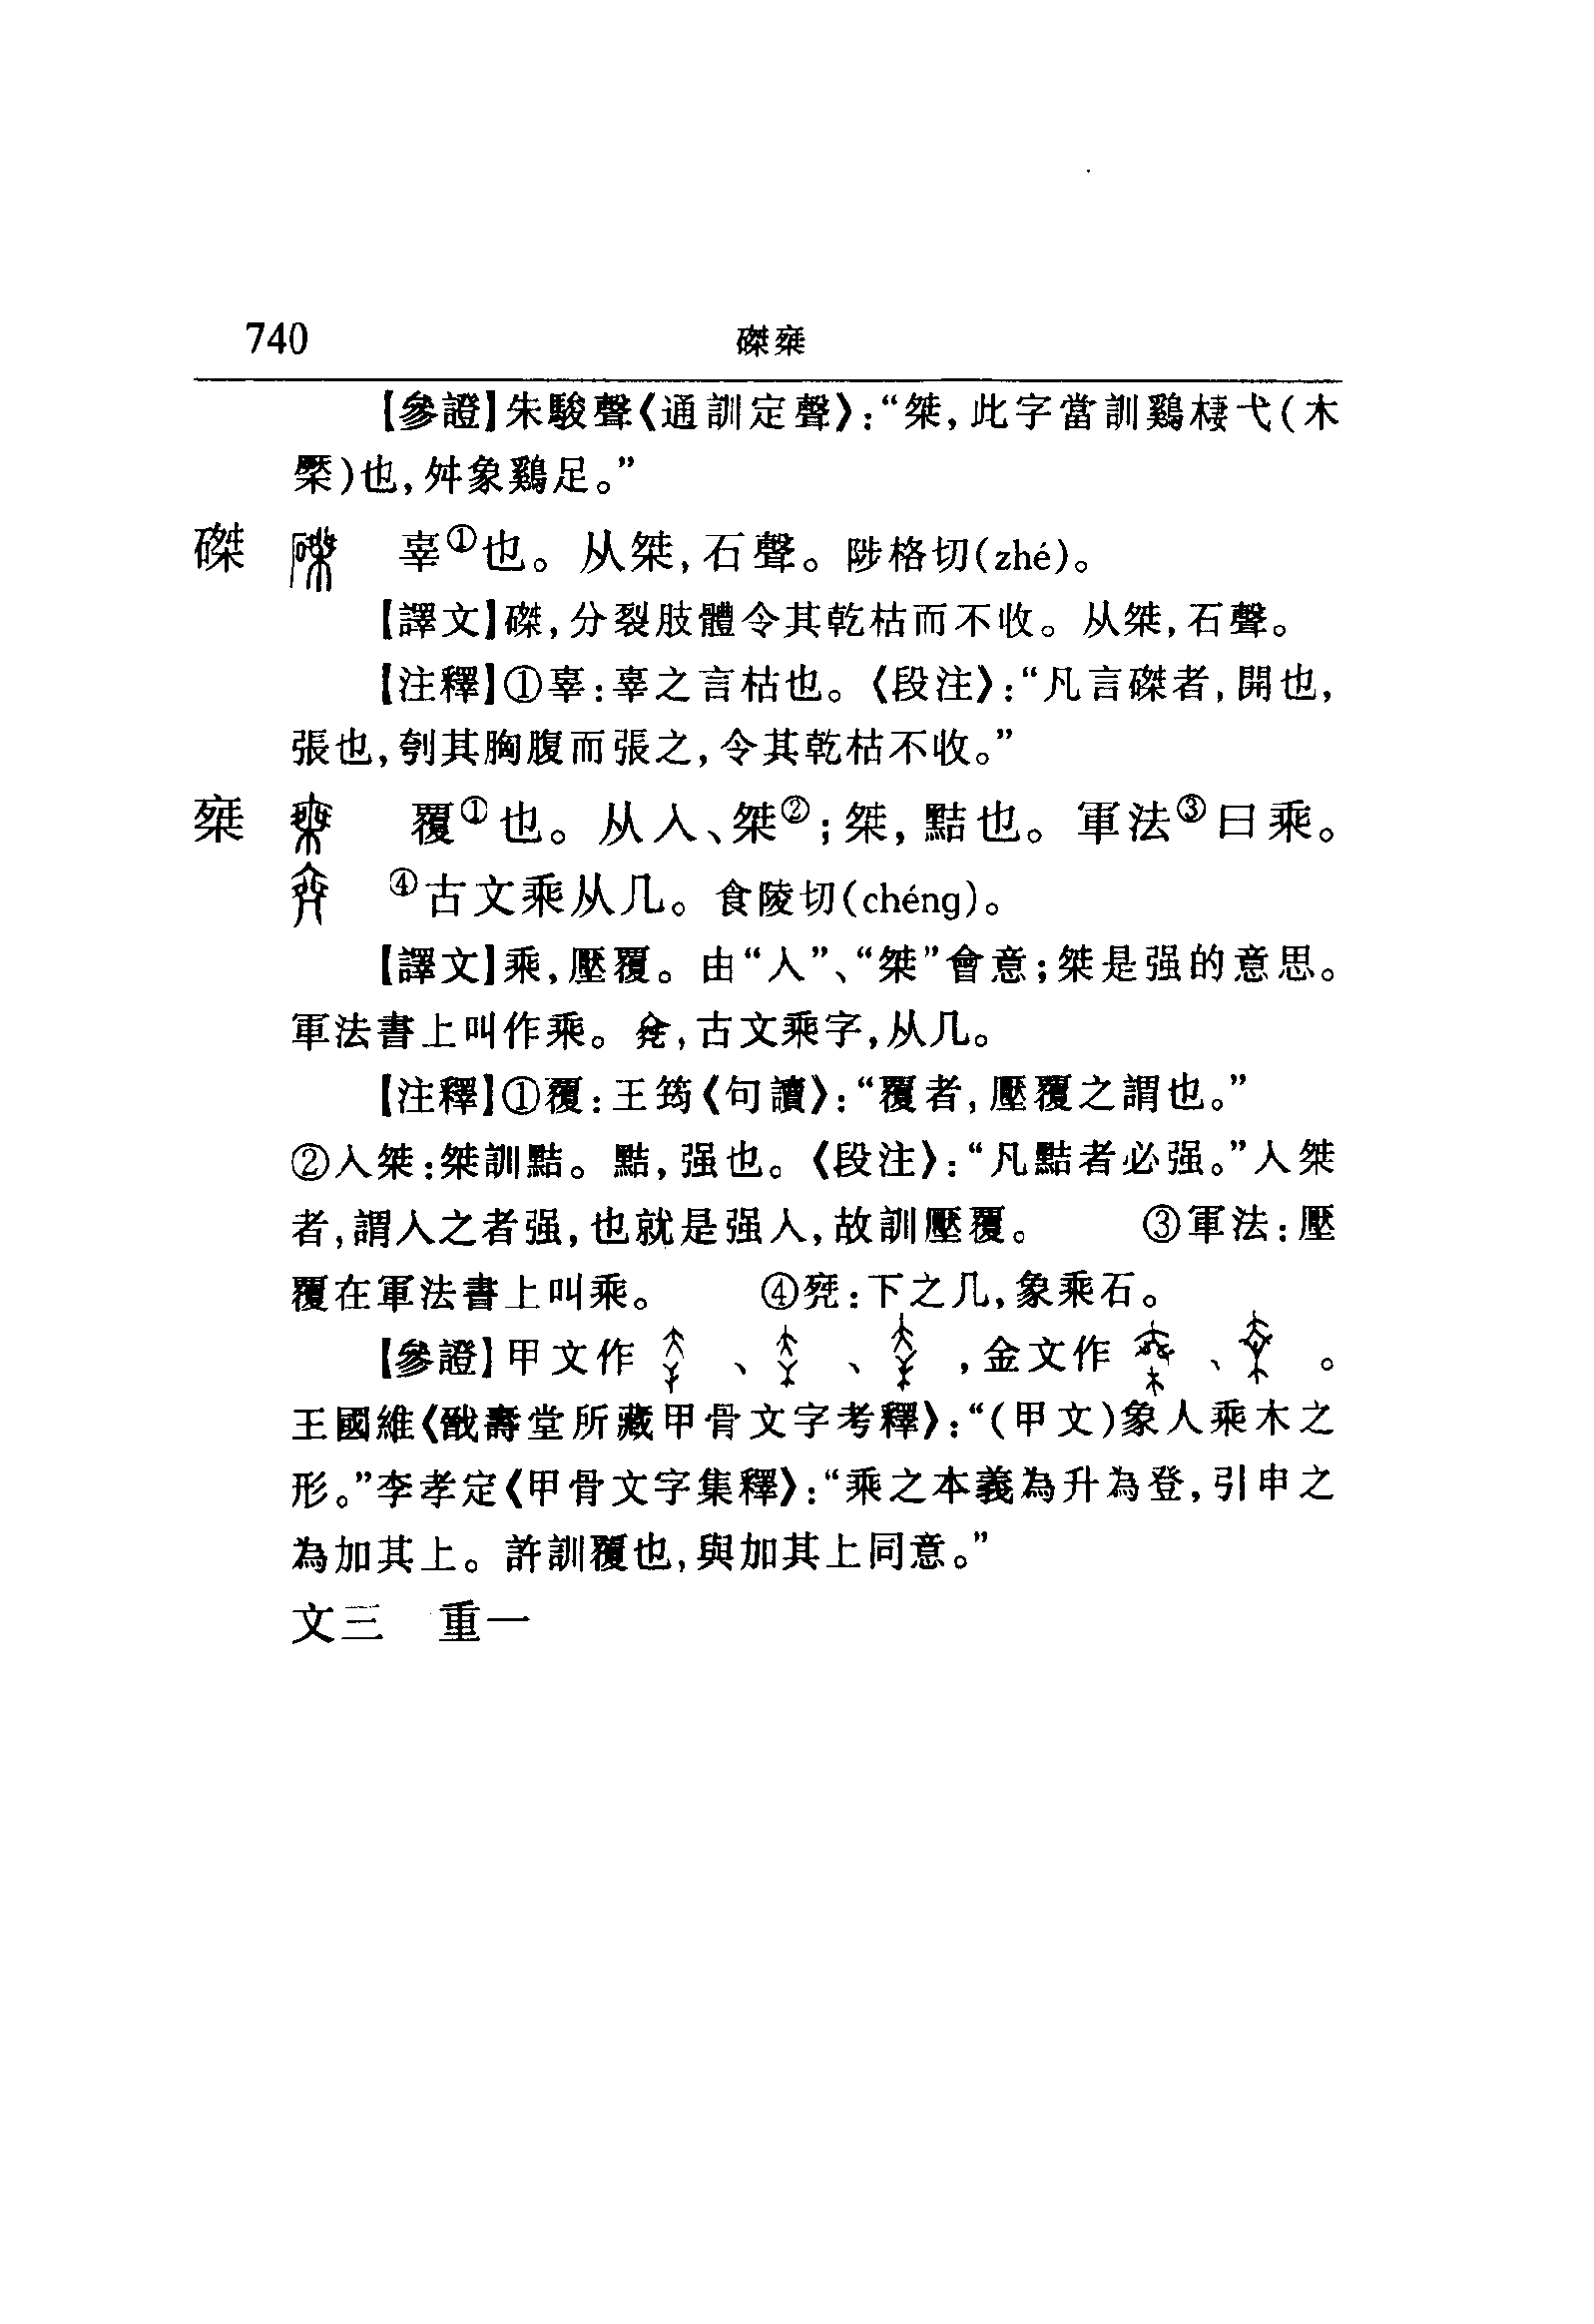 740 磔椉
【參證】朱駿聲《通訓定聲》：“桀，此字當訓鷄棲弋（木
橜）也，舛象鷄足。”
磔 辜①也。从桀，石聲。陟格切（zhé）。
【譯文】磔，分裂肢體令其乾枯而不收。从桀，石聲。
【注釋】①辜：辜之言枯也。《段注》：“凡言磔者，開也，
張也，刳其胸腹而張之，令其乾枯不收。”
椉 覆①也。从入、桀②；桀，黠也。軍法③曰乘。
④古文乘从几。食陵切（chéng）。
【譯文】乘，壓覆。由“入”、“桀”會意；桀是强的意思。
軍法書上叫作乘。，古文乘字，从几。
【注釋】①覆：王筠《句讀》：“覆者，壓覆之謂也。”
②入桀：桀訓黠。黠，强也。《段注》：“凡黠者必强。”入桀
者，謂入之者强，也就是强入，故訓壓覆。 ③軍法：壓
覆在軍法書上叫乘。 ④：下之几，象乘石。
【參證】甲文作 、 、 ，金文作 、 。
王國維《戩壽堂所藏甲骨文字考釋》：“（甲文）象人乘木之
形。”李孝定《甲骨文字集釋》：“乘之本義為升為登，引申之
為加其上。許訓覆也，與加其上同意。”
文三 重一